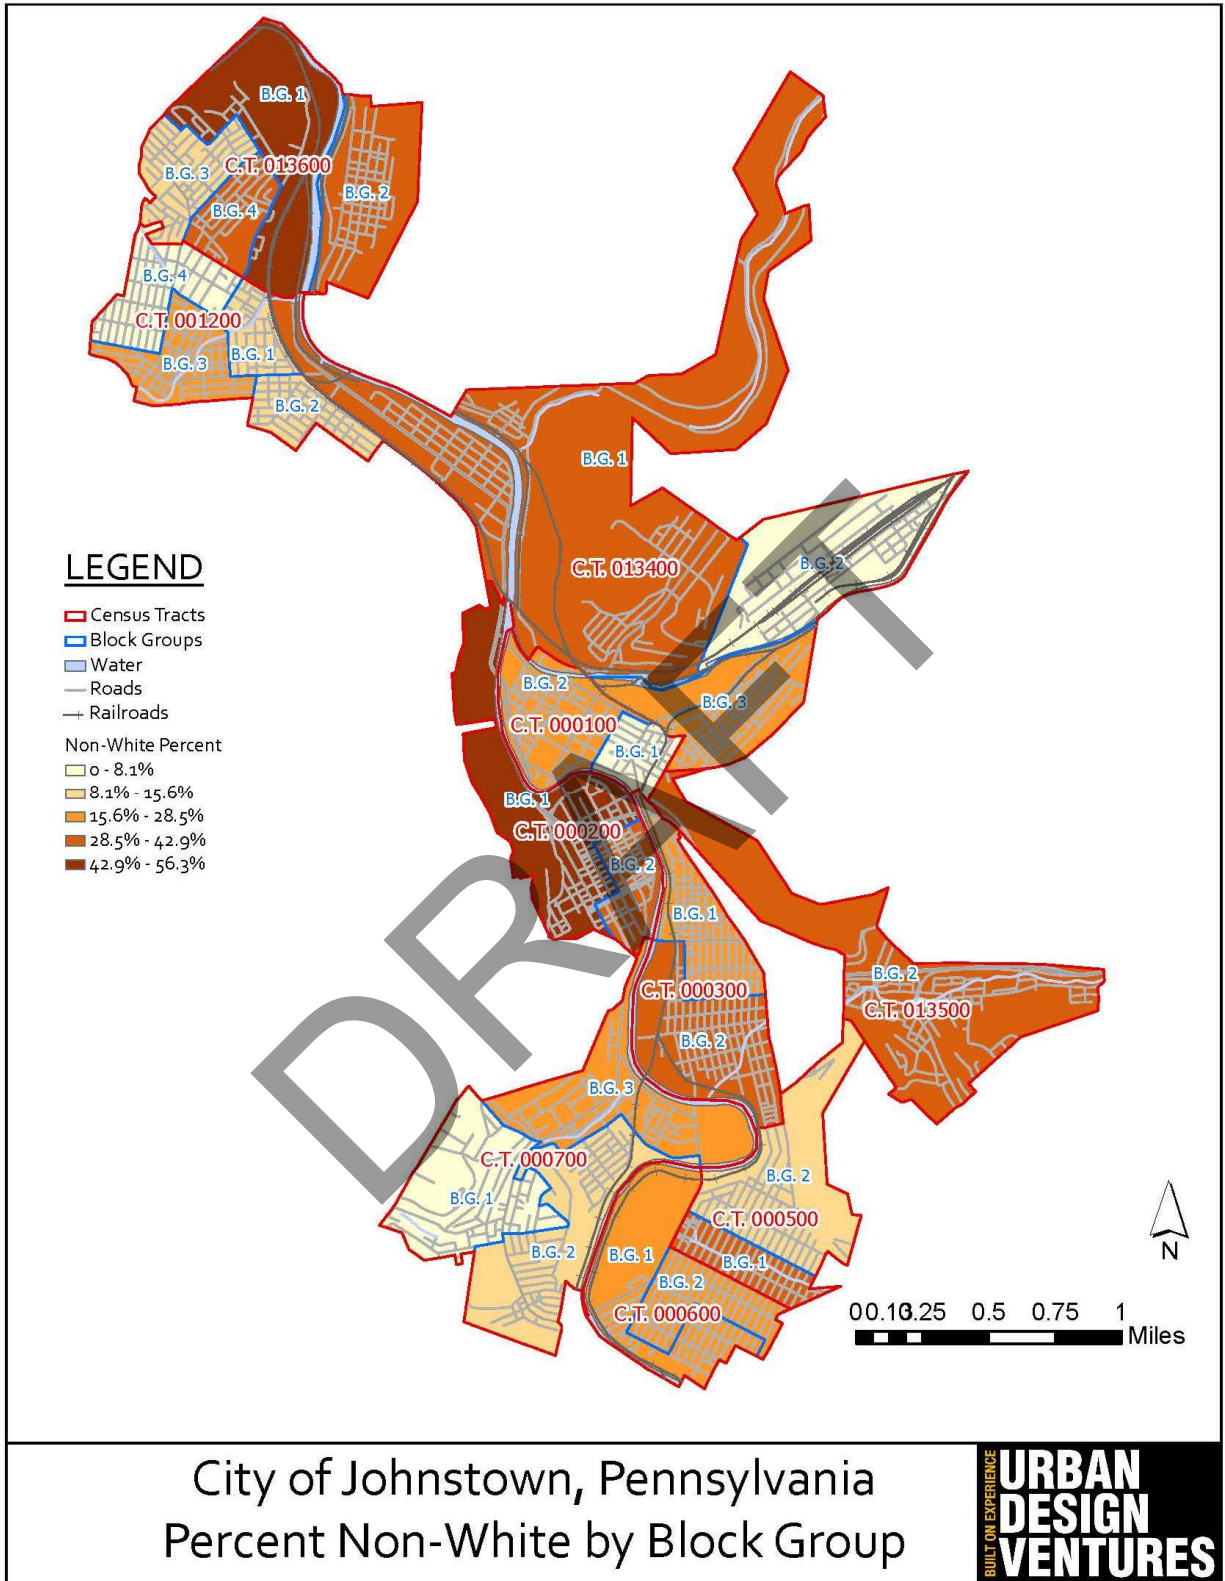 B.G. 1
B.G. 3
C.T. 013600
B.G. 2
B.G. 4
B.G. 4
C.T. 001200
B.G. 3
B.G. 1
B.G. 2
B.G. 1
C.T. 013400
B.G. 2
LEGEND
Census Tracts
Block Groups
Water
Roads
Railroads
Non-White Percent
0 - 8.1%
8.1% - 15.6%
15.6% - 28.5%
28.5% - 42.9%
42.9% - 56.3%
B.G. 2
B.G. 3
C.T. 000100
B.G. 1
B.G. 1
C.T. 000200
B.G. 2
B.G. 1
C.T. 000300
B.G. 2
B.G. 2
C.T. 013500
B.G. 3
C.T. 000700
B.G. 1
B.G. 2
B.G. 2
C.T. 000500
B.G. 1
B.G. 1
B.G. 2
C.T. 000600
DRAFT
N
0 0.13 0.25 0.5 0.75 1
Miles
City of Johnstown, Pennsylvania
Percent Non-White by Block Group
BUILT ON EXPERIENCE
URBAN
DESIGN
VENTURES